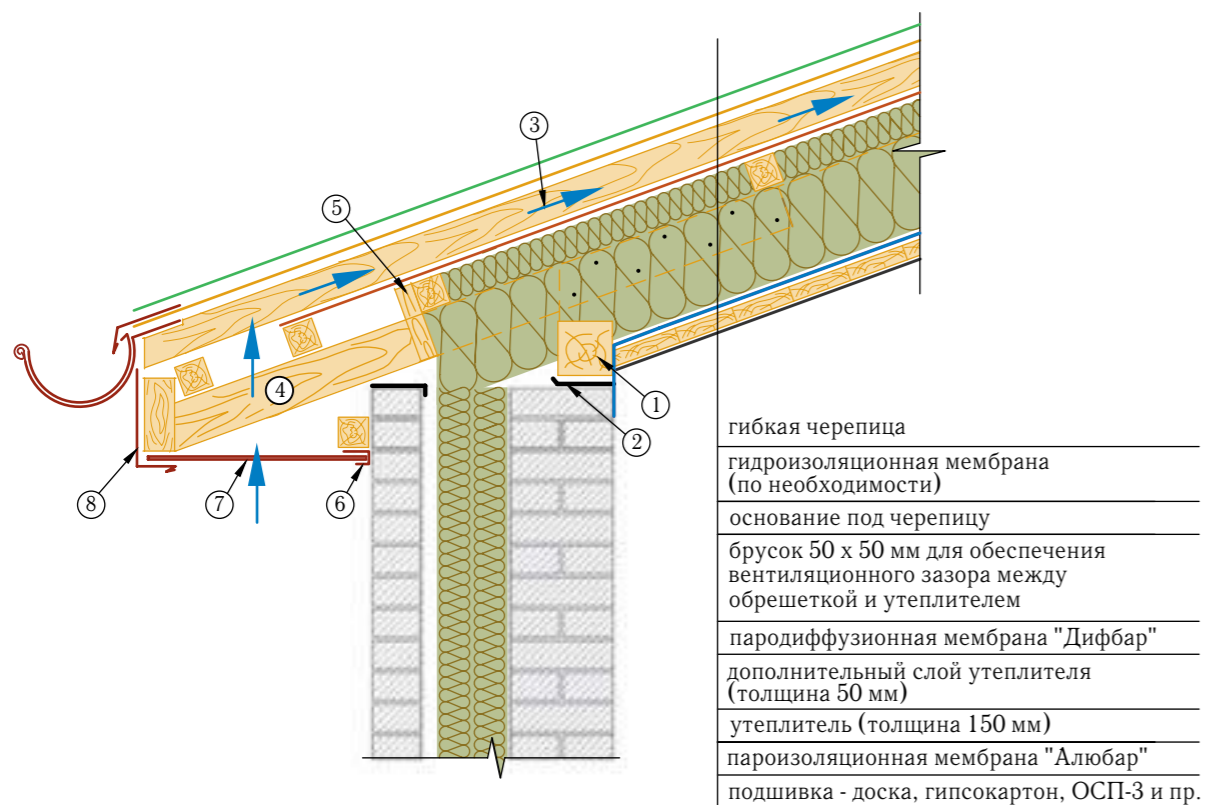 3
5
4
1
2
8
7
6
гибкая черепица
гидроизоляционная мембрана
(по необходимости)
основание под черепицу
брусок 50 х 50 мм для обеспечения
вентиляционного зазора между
обрешеткой и утеплителем
пародиффузионная мембрана "Дифбар"
дополнительный слой утеплителя
(толщина 50 мм)
утеплитель (толщина 150 мм)
пароизоляционная мембрана "Алюбар"
подшивка - доска, гипсокартон, ОСП-3 и пр.